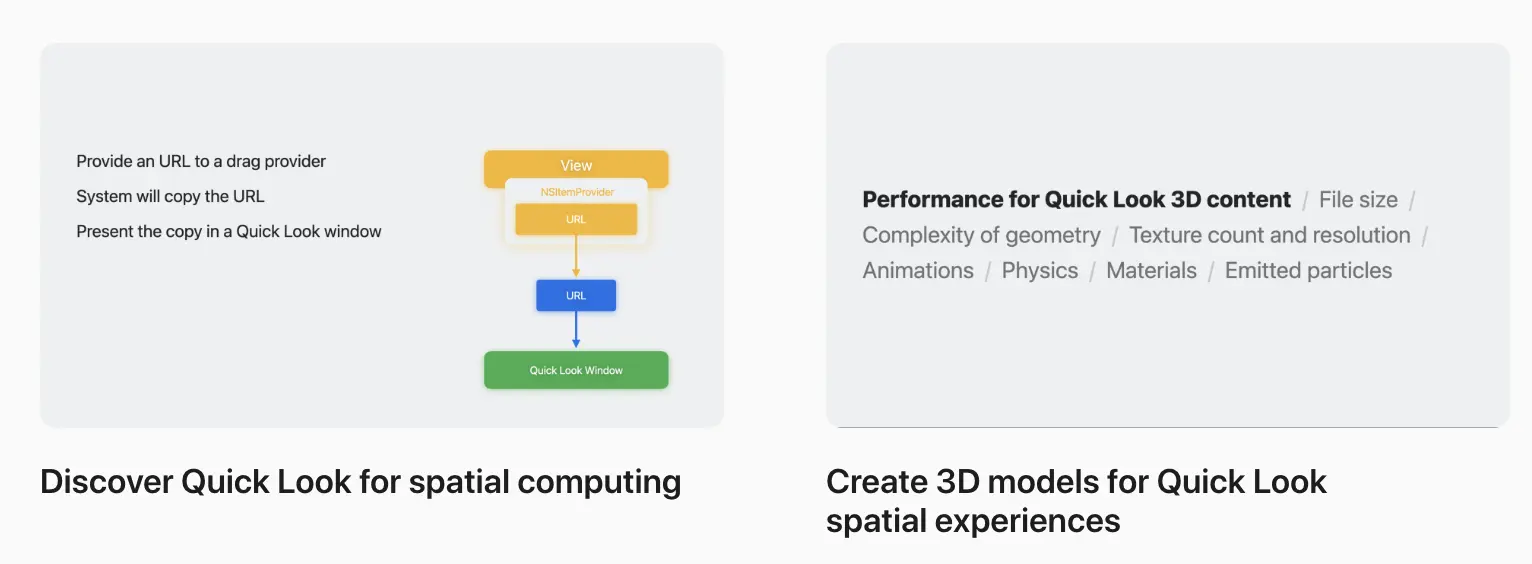 Provide an URL to a drag provider
System will copy the URL
Present the copy in a Quick Look window
View
NSItemProvider
URL
URL
Quick Look Window
Discover Quick Look for spatial computing
Performance for Quick Look 3D content / File size /
Complexity of geometry / Texture count and resolution /
Animations / Physics / Materials / Emitted particles
Create 3D models for Quick Look
spatial experiences